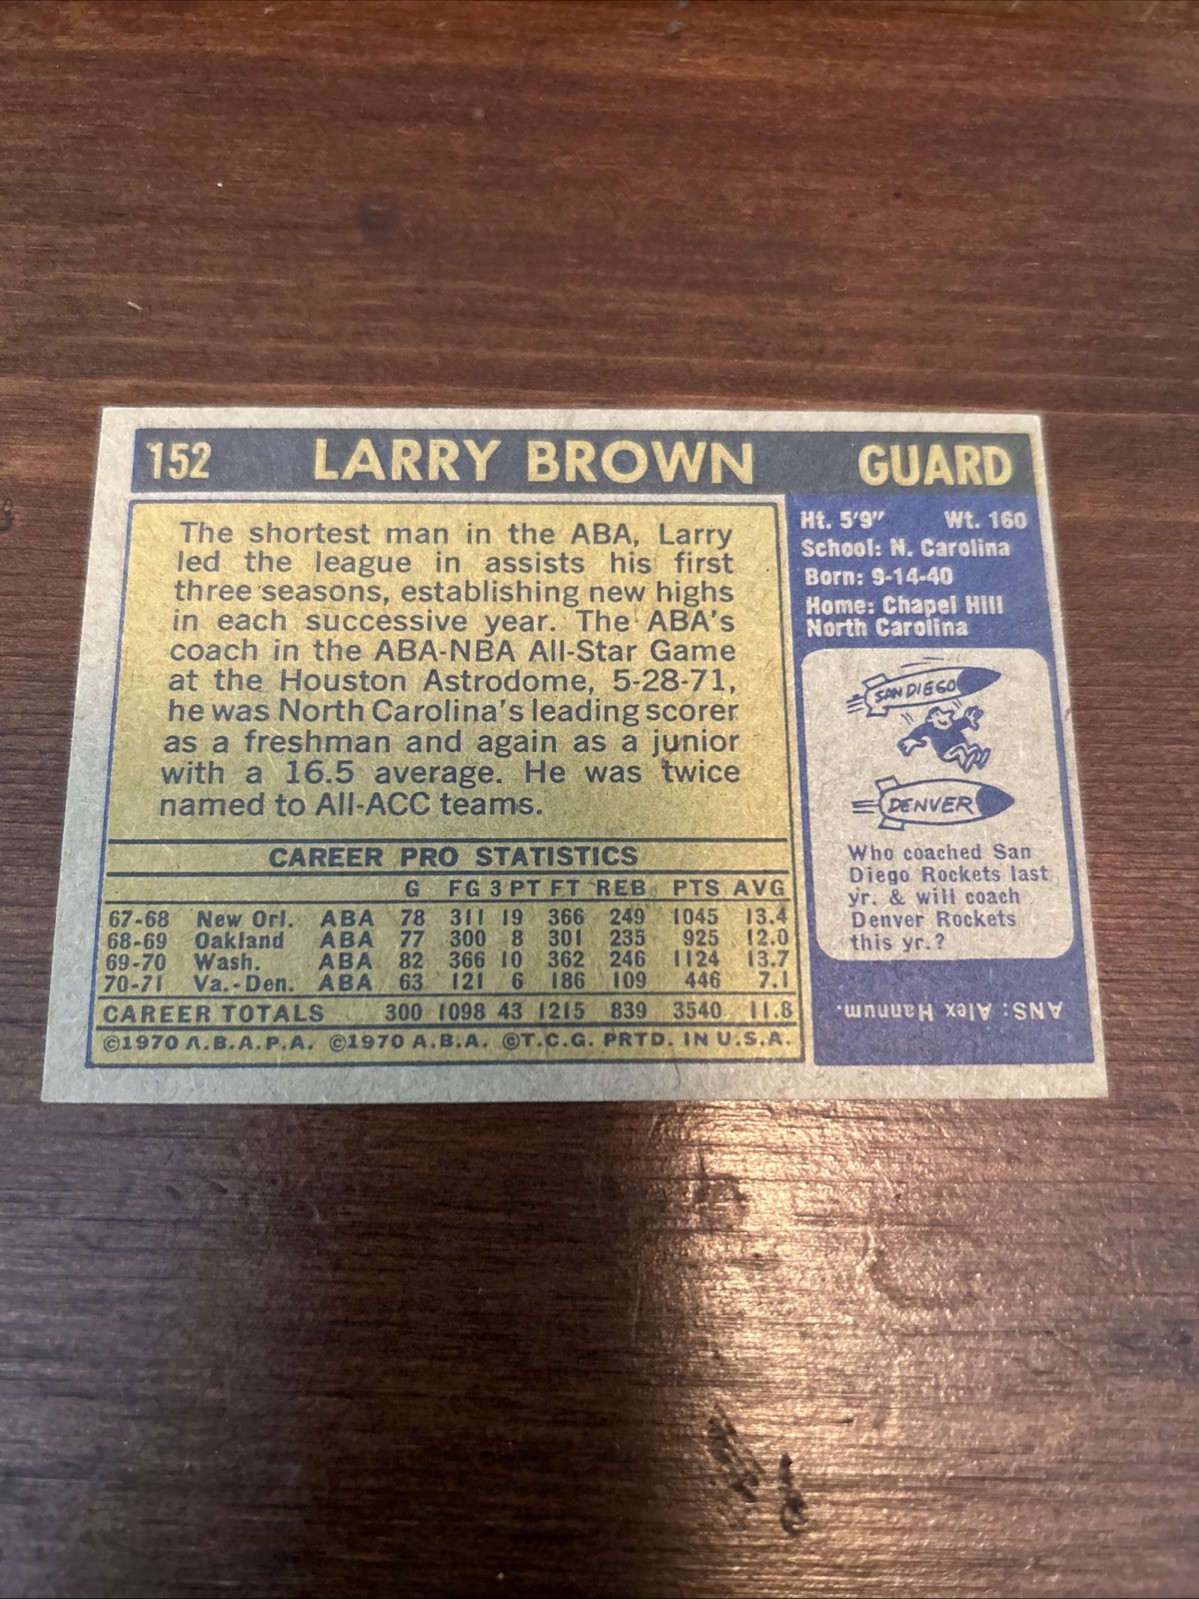 152 LARRY BROWN GUARD
The shortest man in the ABA, Larry
led the league in assists his first
three seasons, establishing new highs
in each successive year. The ABA's
coach in the ABA-NBA All-Star Game
at the Houston Astrodome, 5-28-71,
he was North Carolina's leading scorer
as a freshman and again as a junior
with a 16.5 average. He was twice
named to All-ACC teams.
CAREER PRO STATISTICS
G FG 3 PT FT REB PTS AVG
67-68 New Orl. ABA 78 311 19 366 249 1045 13.4
68-69 Oakland ABA 77 300 8 301 235 925 12.0
69-70 Wash. ABA 82 366 10 362 246 1124 13.7
70-71 Va.-Den. ABA 63 121 6 186 109 446 7.1
CAREER TOTALS 300 1098 43 1215 839 3540 11.8
©1970 A.B.A.P.A. ©1970 A.B.A. ©T.C.G. PRTD. IN U.S.A.
Ht. 5'9" Wt. 160
School: N. Carolina
Born: 9-14-40
Home: Chapel Hill
North Carolina
SAN DIEGO
DENVER
Who coached San
Diego Rockets last
yr. & will coach
Denver Rockets
this yr.?
ANS: Alex Hannum.